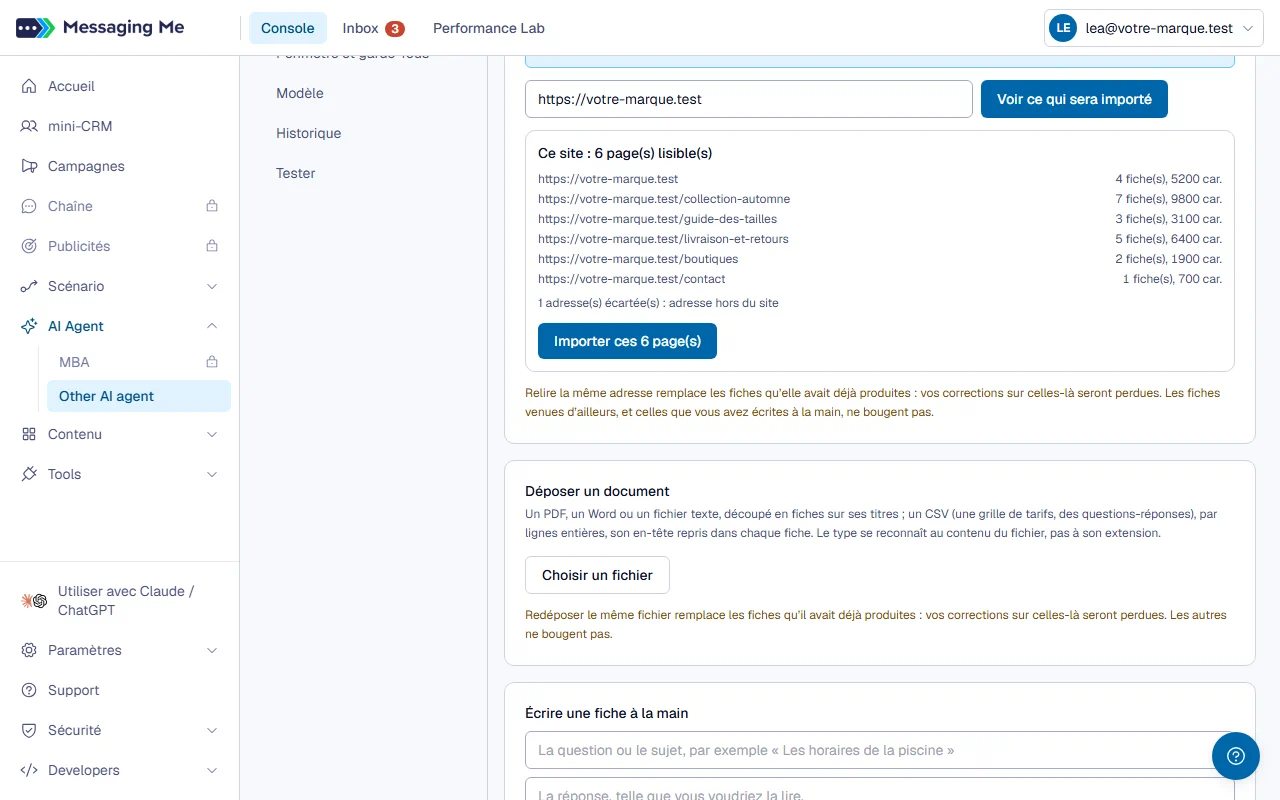 Messaging Me
Console
Inbox 3
Performance Lab
LE lea@votre-marque.test
Accueil
mini-CRM
Campagnes
Chaîne
Publicités
Scénario
AI Agent
MBA
Other AI agent
Contenu
Tools
Utiliser avec Claude /
ChatGPT
Paramètres
Support
Sécurité
Developers
Modèle
Historique
Tester
https://votre-marque.test
Voir ce qui sera importé
Ce site : 6 page(s) lisible(s)
https://votre-marque.test 4 fiche(s), 5200 car.
https://votre-marque.test/collection-automne 7 fiche(s), 9800 car.
https://votre-marque.test/guide-des-tailles 3 fiche(s), 3100 car.
https://votre-marque.test/livraison-et-retours 5 fiche(s), 6400 car.
https://votre-marque.test/boutiques 2 fiche(s), 1900 car.
https://votre-marque.test/contact 1 fiche(s), 700 car.
1 adresse(s) écartée(s) : adresse hors du site
Importer ces 6 page(s)
Relire la même adresse remplace les fiches qu’elle avait déjà produites : vos corrections sur celles-là seront perdues. Les fiches
venues d’ailleurs, et celles que vous avez écrites à la main, ne bougent pas.
Déposer un document
Un PDF, un Word ou un fichier texte, découpé en fiches sur ses titres ; un CSV (une grille de tarifs, des questions-réponses), par
lignes entières, son en-tête repris dans chaque fiche. Le type se reconnaît au contenu du fichier, pas à son extension.
Choisir un fichier
Redéposer le même fichier remplace les fiches qu’il avait déjà produites : vos corrections sur celles-là seront perdues. Les autres
ne bougent pas.
Écrire une fiche à la main
La question ou le sujet, par exemple « Les horaires de la piscine »
La réponse, telle que vous voudriez la lire.